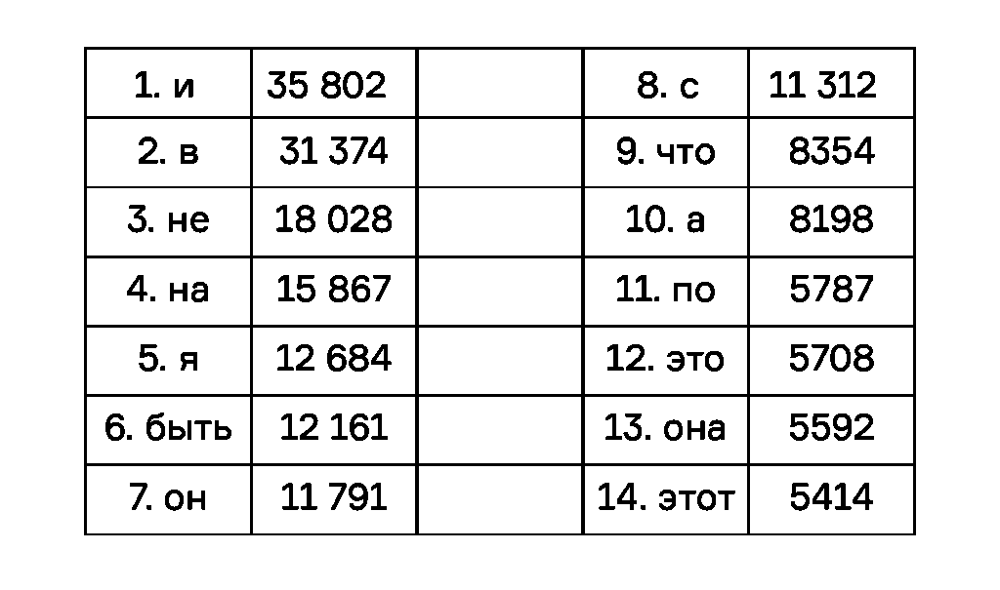 1. и 35 802 8. с 11 312
2. в 31 374 9. что 8354
3. не 18 028 10. а 8198
4. на 15 867 11. по 5787
5. я 12 684 12. это 5708
6. быть 12 161 13. она 5592
7. он 11 791 14. этот 5414